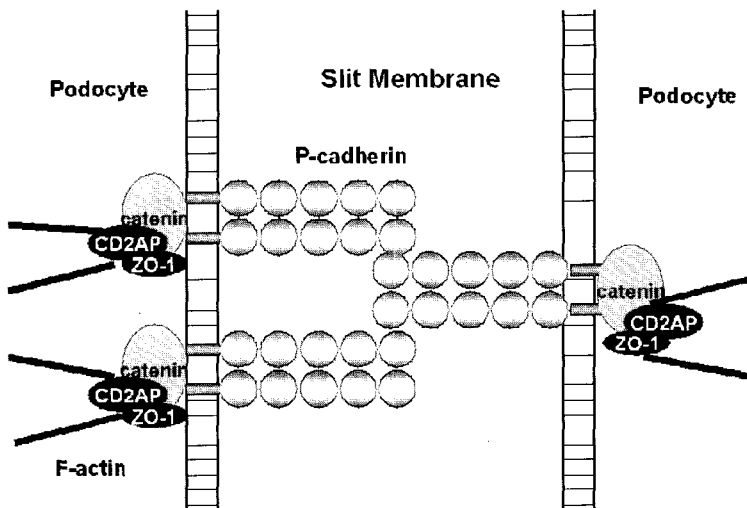 Slit Membrane
Podocyte
Podocyte
P-cadherin
catenin
CD2AP
ZO-1
catenin
CD2AP
ZO-1
catenin
CD2AP
ZO-1
F-actin